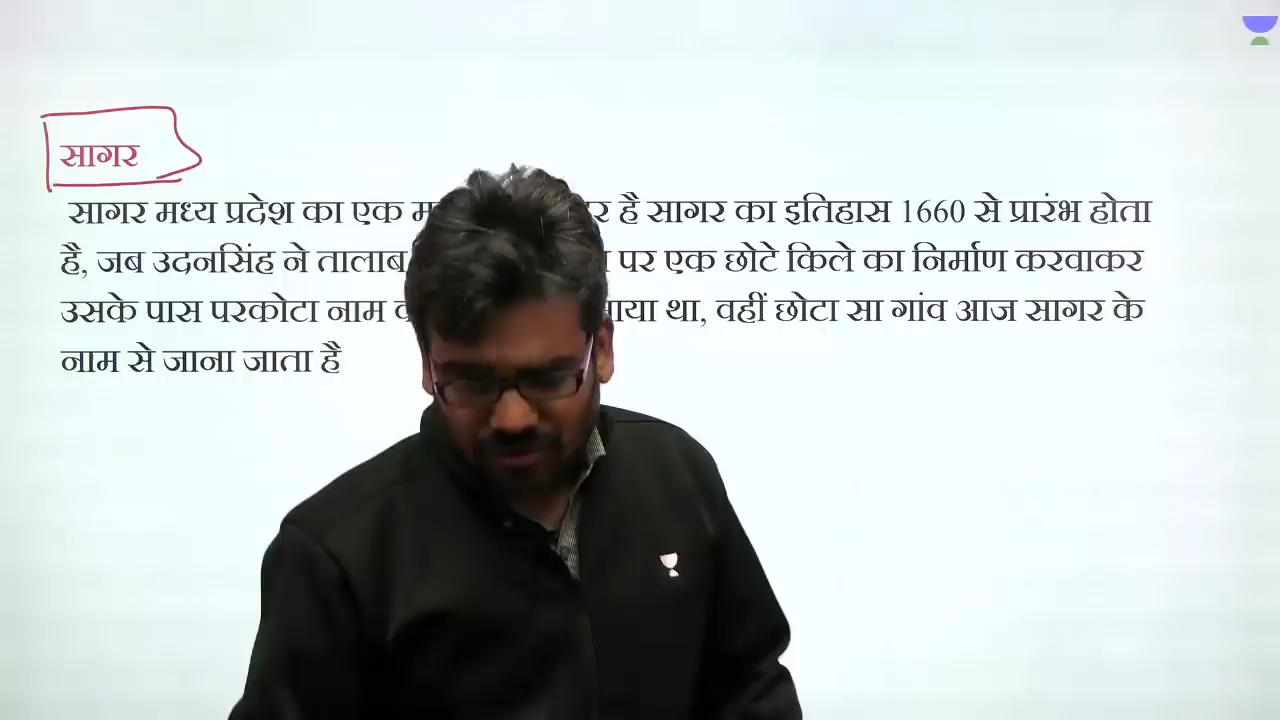 सागर
सागर मध्य प्रदेश का एक है सागर का इतिहास 1660 से प्रारंभ होता
है, जब उदनसिंह ने तालाब पर एक छोटे किले का निर्माण करवाकर
उसके पास परकोटा नाम था, वहीं छोटा सा गांव आज सागर के
नाम से जाना जाता है